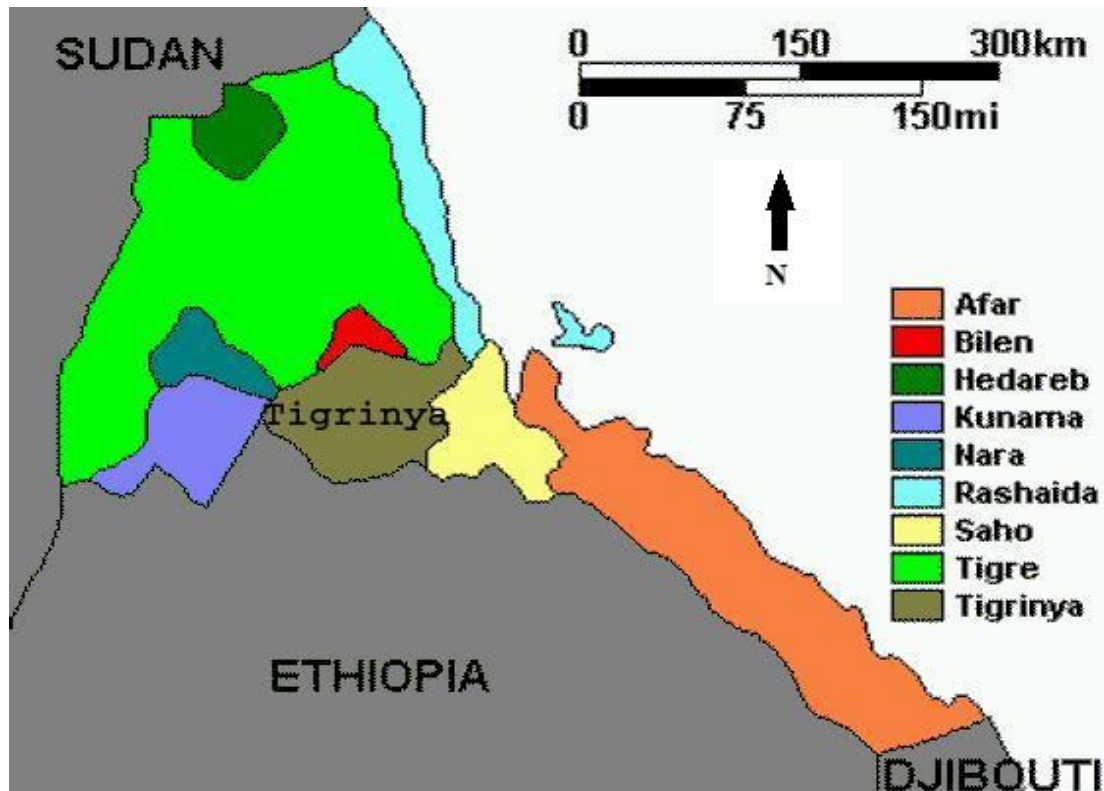 SUDAN
0 150 300km
0 75 150mi
N
Afar
Bilen
Hedareb
Kunama
Nara
Rashaida
Saho
Tigre
Tigrinya
Tigrinya
ETHIOPIA
DJIBOUTI